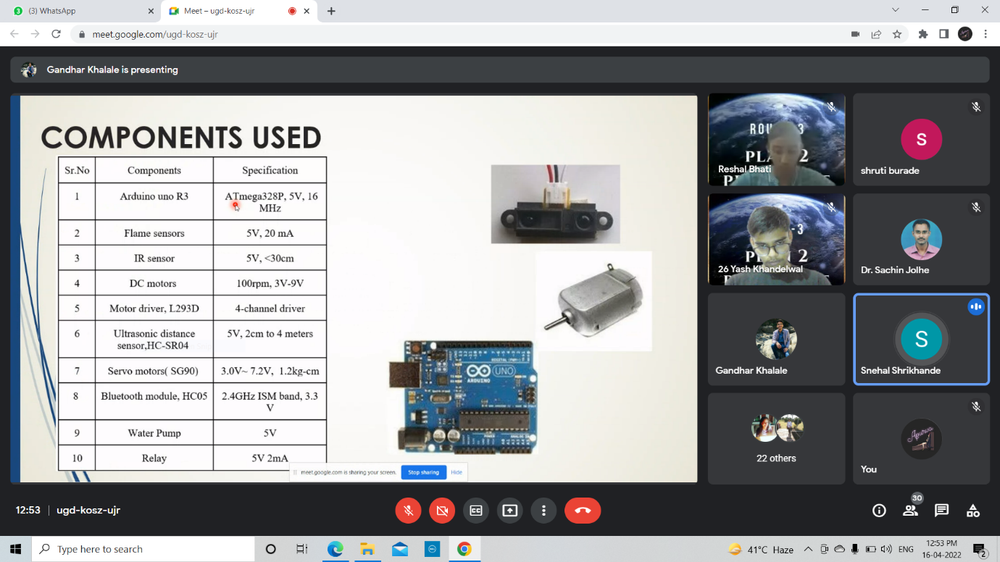 (3) WhatsApp
Meet – ugd-kosz-ujr
meet.google.com/ugd-kosz-ujr
Gandhar Khalale is presenting
COMPONENTS USED
Sr.No Components Specification
1 Arduino uno R3 ATmega328P, 5V, 16
MHz
2 Flame sensors 5V, 20 mA
3 IR sensor 5V, <30cm
4 DC motors 100rpm, 3V-9V
5 Motor driver, L293D 4-channel driver
6 Ultrasonic distance 5V, 2cm to 4 meters
sensor,HC-SR04
7 Servo motors( SG90) 3.0V~ 7.2V, 1.2kg-cm
8 Bluetooth module, HC05 2.4GHz ISM band, 3.3
V
9 Water Pump 5V
10 Relay 5V 2mA
UNO
ARDUINO
meet.google.com is sharing your screen. Stop sharing Hide
Reshal Bhati
S
shruti burade
26 Yash Khandelwal
Dr. Sachin Jolhe
Gandhar Khalale
S
Snehal Shrikhande
22 others
You
12:53 | ugd-kosz-ujr
CC
30
Type here to search
41°C Haze
ENG
12:53 PM
16-04-2022
2